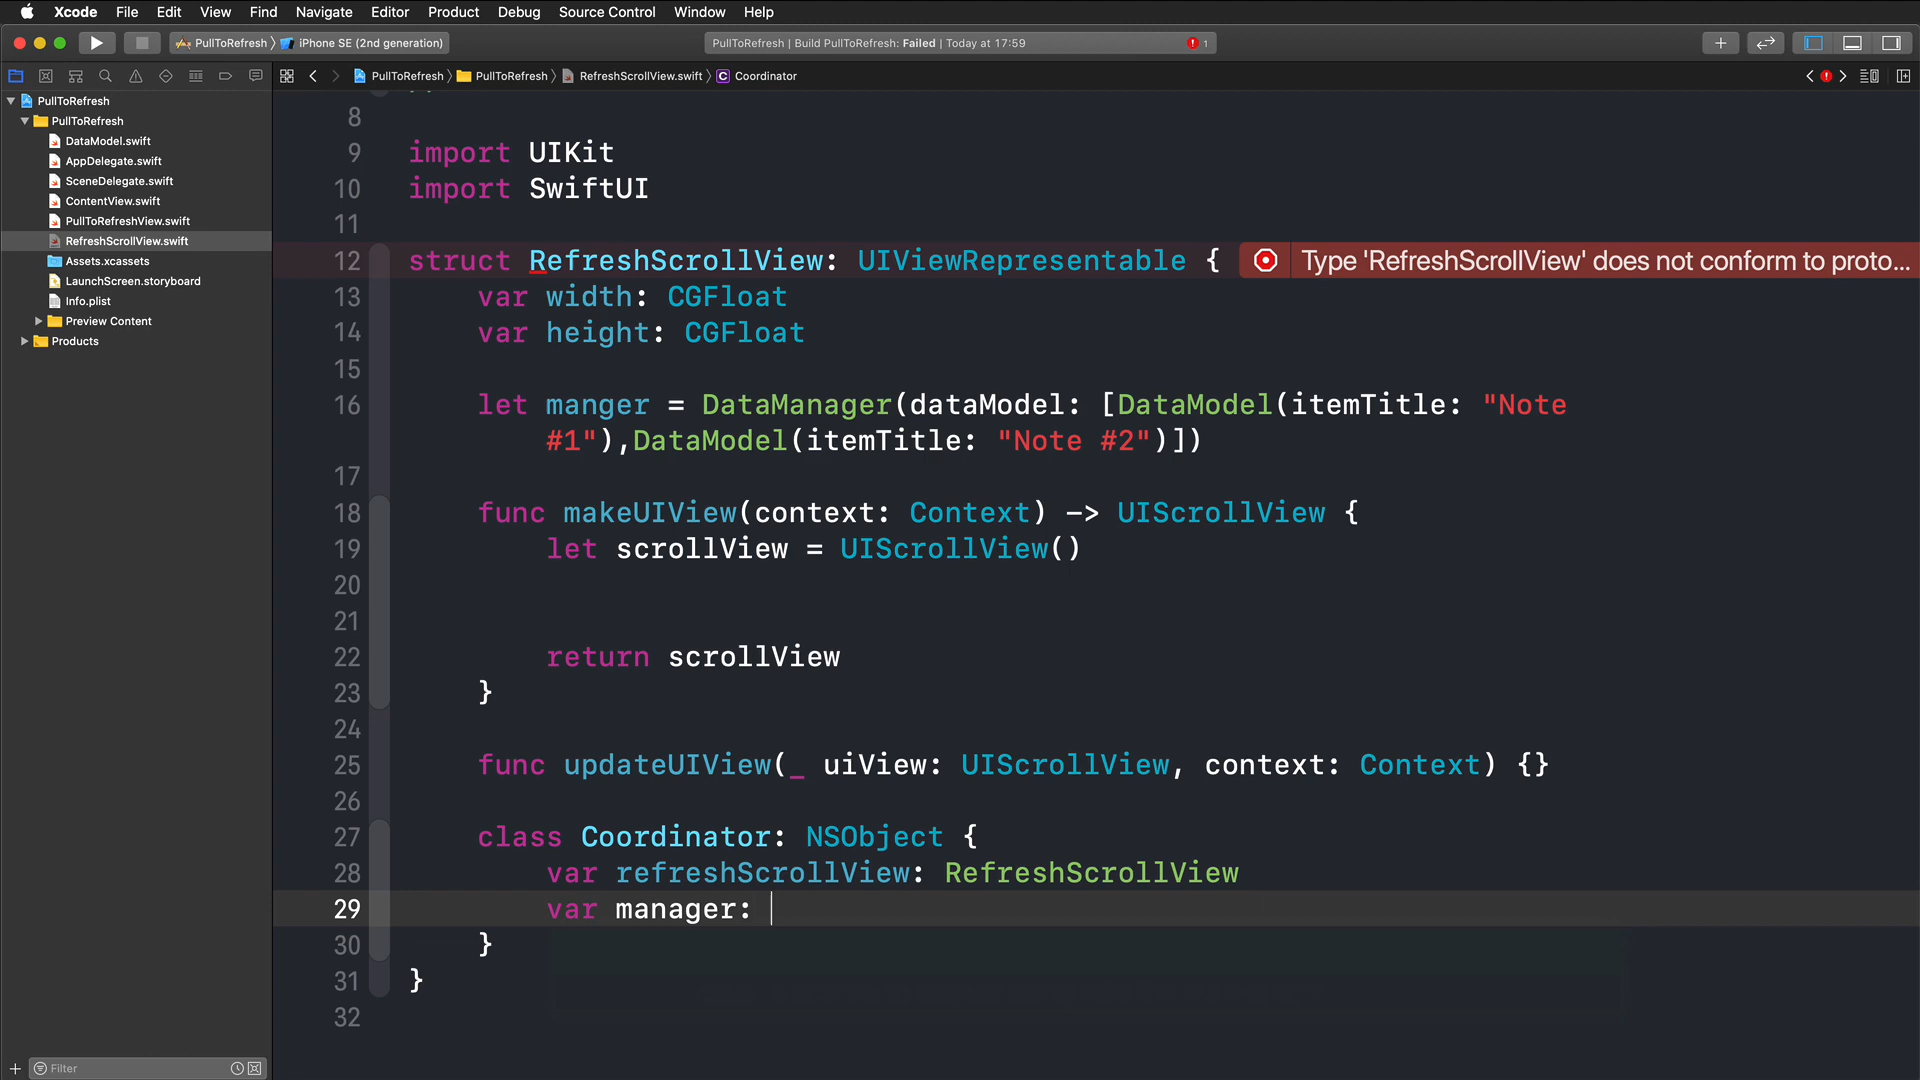 Xcode File Edit View Find Navigate Editor Product Debug Source Control Window Help
PullToRefresh 〉 iPhone SE (2nd generation)
PullToRefresh | Build PullToRefresh: Failed | Today at 17:59
1
PullToRefresh 〉 PullToRefresh 〉 RefreshScrollView.swift 〉 C Coordinator
PullToRefresh
PullToRefresh
DataModel.swift
AppDelegate.swift
SceneDelegate.swift
ContentView.swift
PullToRefreshView.swift
RefreshScrollView.swift
Assets.xcassets
LaunchScreen.storyboard
Info.plist
Preview Content
Products
Filter
8
9 import UIKit
10 import SwiftUI
11
12 struct RefreshScrollView: UIViewRepresentable { Type 'RefreshScrollView' does not conform to proto...
13 var width: CGFloat
14 var height: CGFloat
15
16 let manger = DataManager(dataModel: [DataModel(itemTitle: "Note
#1"),DataModel(itemTitle: "Note #2")])
17
18 func makeUIView(context: Context) -> UIScrollView {
19 let scrollView = UIScrollView()
20
21
22 return scrollView
23 }
24
25 func updateUIView(_ uiView: UIScrollView, context: Context) {}
26
27 class Coordinator: NSObject {
28 var refreshScrollView: RefreshScrollView
29 var manager:
30 }
31 }
32